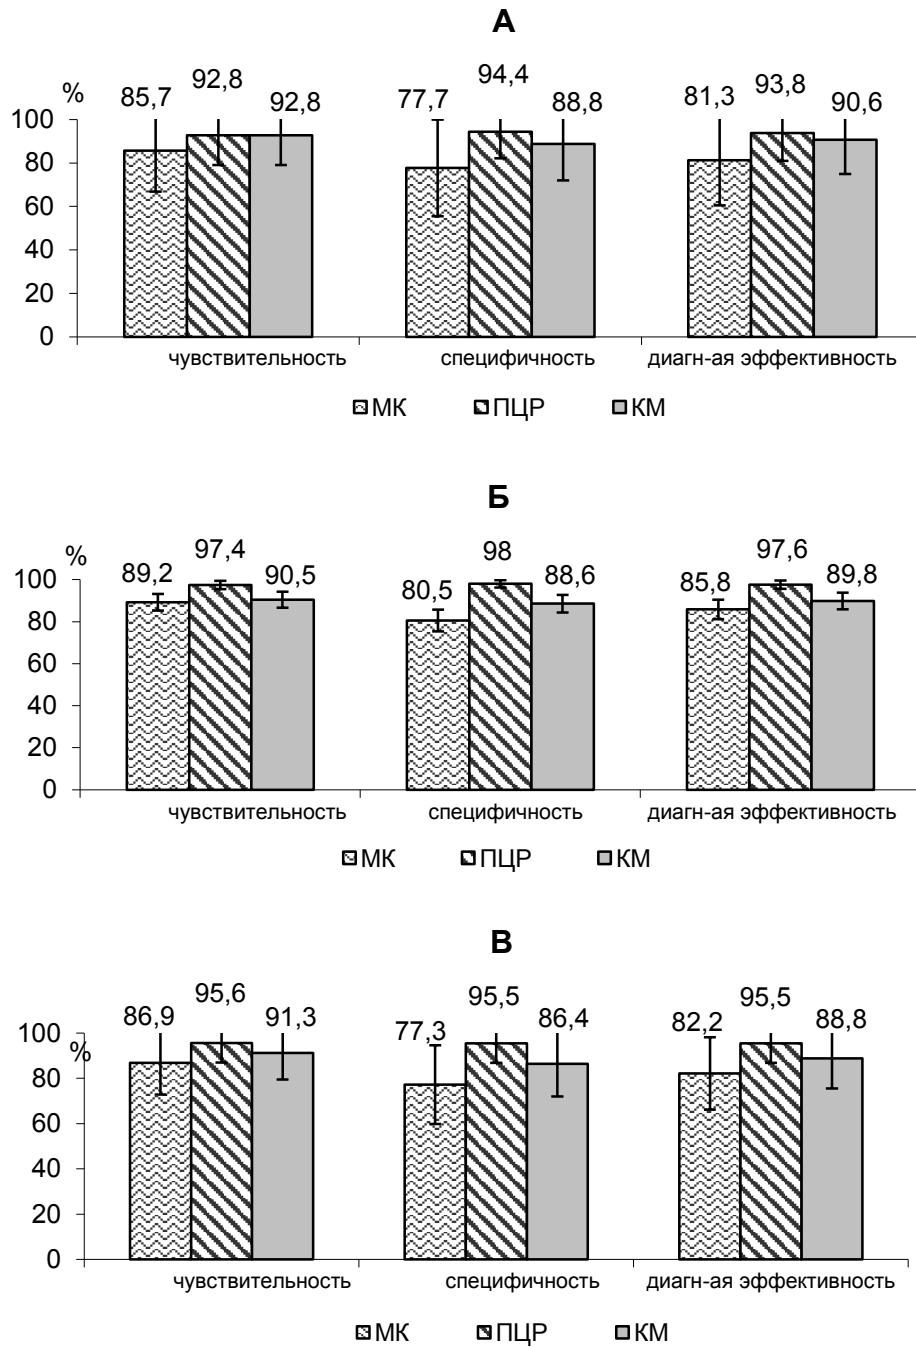 А
%
85,7 92,8 92,8 77,7 94,4 88,8 81,3 93,8 90,6
100
80
60
40
20
0
чувствительность специфичность диагн-ая эффективность
МК ПЦР КМ
Б
%
89,2 97,4 90,5 80,5 98 88,6 85,8 97,6 89,8
100
80
60
40
20
0
чувствительность специфичность диагн-ая эффективность
МК ПЦР КМ
В
86,9 95,6 91,3 77,3 95,5 86,4 82,2 95,5 88,8
100
%
80
60
40
20
0
чувствительность специфичность диагн-ая эффективность
МК ПЦР КМ